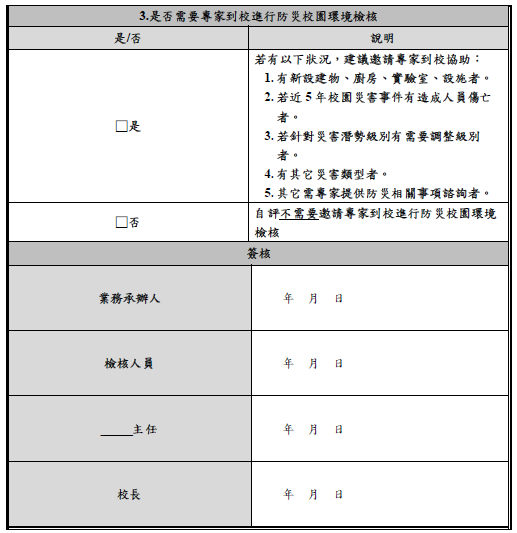 3.是否需要專家到校進行防災校園環境檢核
是/否 說明
□是
若有以下狀況，建議邀請專家到校協助：
1. 有新設建物、廚房、實驗室、設施者。
2. 若近 5 年校園災害事件有造成人員傷亡
者。
3. 若針對災害潛勢級別有需要調整級別
者。
4. 有其它災害類型者。
5. 其它需專家提供防災相關事項諮詢者。
□否
自評不需要邀請專家到校進行防災校園環境
檢核
簽核
業務承辦人 年 月 日
檢核人員 年 月 日
____主任 年 月 日
校長 年 月 日